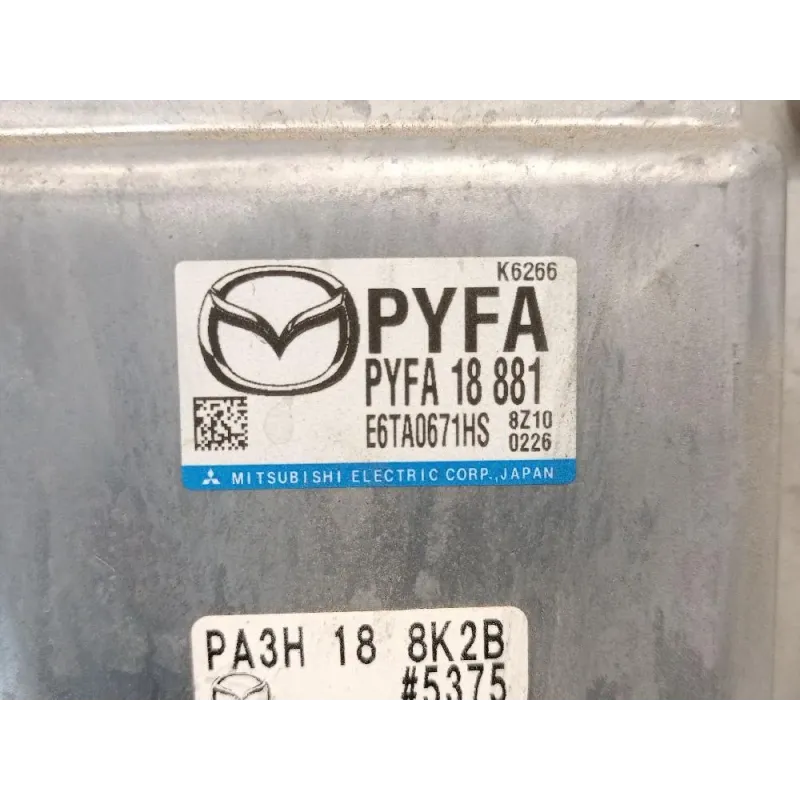 K6266
PYFA
PYFA 18 881
E6TA0671HS 8Z10
0226
MITSUBISHI ELECTRIC CORP., JAPAN
PA3H 18 8K2B
#5375